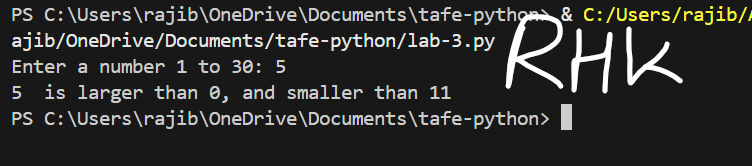 PS C:\Users\rajib\OneDrive\Documents\tafe-python> & C:/Users/rajib/A
ajib/OneDrive/Documents/tafe-python/lab-3.py
RHK
Enter a number 1 to 30: 5
5  is larger than 0, and smaller than 11
PS C:\Users\rajib\OneDrive\Documents\tafe-python>